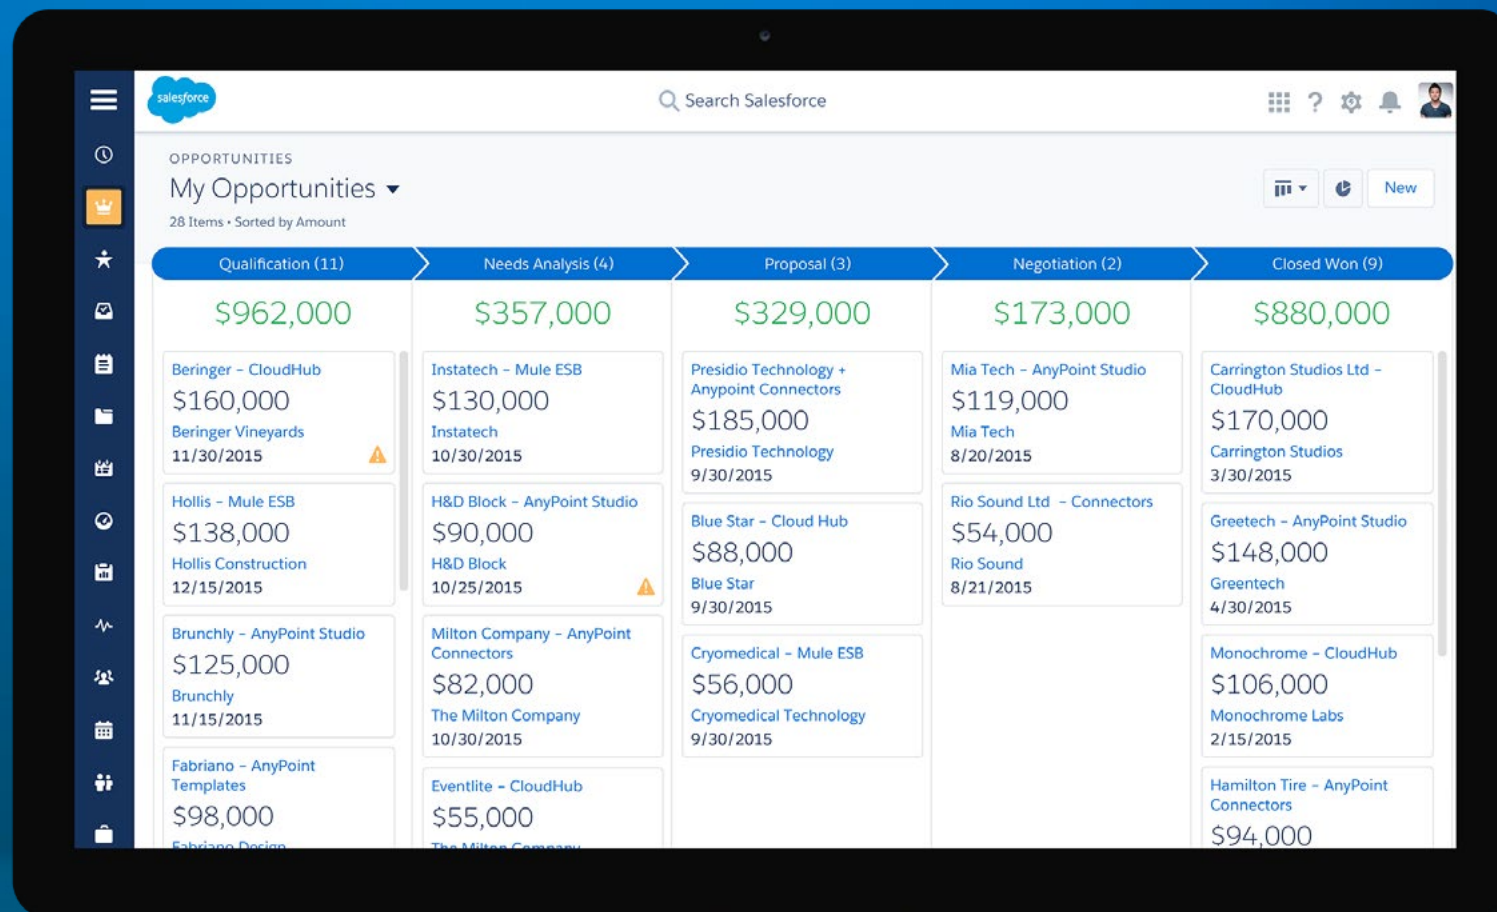 salesforce
Search Salesforce
OPPORTUNITIES
My Opportunities
28 Items • Sorted by Amount
New
Qualification (11)
Needs Analysis (4)
Proposal (3)
Negotiation (2)
Closed Won (9)
$962,000
$357,000
$329,000
$173,000
$880,000
Beringer – CloudHub
$160,000
Beringer Vineyards
11/30/2015
Hollis – Mule ESB
$138,000
Hollis Construction
12/15/2015
Brunchly – AnyPoint Studio
$125,000
Brunchly
11/15/2015
Fabriano – AnyPoint
Templates
$98,000
Fabriano Design
Instatech – Mule ESB
$130,000
Instatech
10/30/2015
H&D Block – AnyPoint Studio
$90,000
H&D Block
10/25/2015
Milton Company – AnyPoint
Connectors
$82,000
The Milton Company
10/30/2015
Eventlite – CloudHub
$55,000
The Milton Company
Presidio Technology +
Anypoint Connectors
$185,000
Presidio Technology
9/30/2015
Blue Star – Cloud Hub
$88,000
Blue Star
9/30/2015
Cryomedical – Mule ESB
$56,000
Cryomedical Technology
9/30/2015
Mia Tech – AnyPoint Studio
$119,000
Mia Tech
8/20/2015
Rio Sound Ltd – Connectors
$54,000
Rio Sound
8/21/2015
Carrington Studios Ltd –
CloudHub
$170,000
Carrington Studios
3/30/2015
Greetech – AnyPoint Studio
$148,000
Greentech
4/30/2015
Monochrome – CloudHub
$106,000
Monochrome Labs
2/15/2015
Hamilton Tire – AnyPoint
Connectors
$94,000